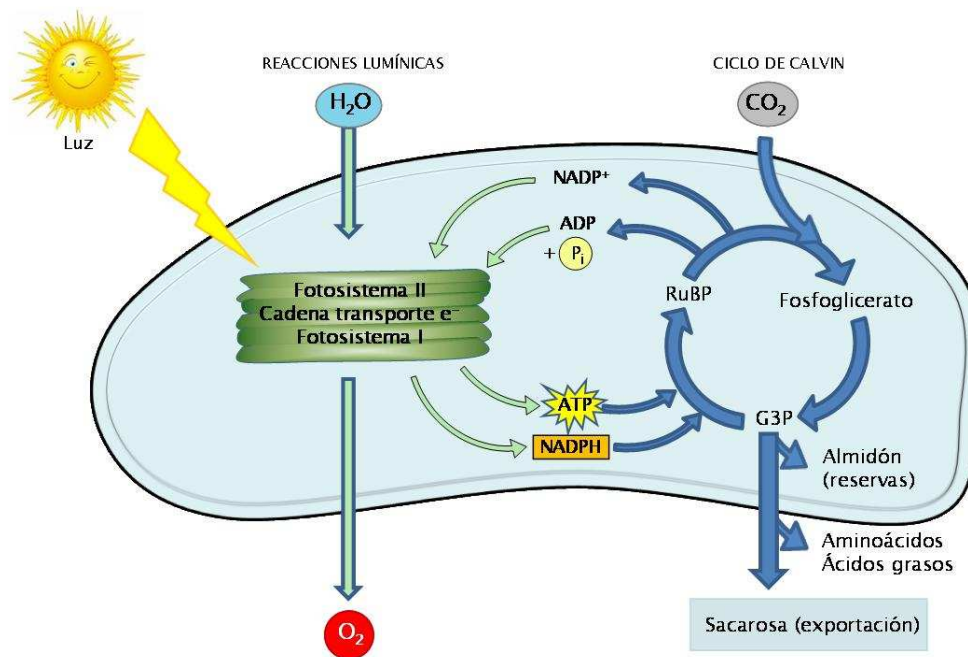 REACCIONES LUMÍNICAS
CICLO DE CALVIN
H₂O
CO₂
Luz
NADP⁺
ADP
+ Pᵢ
Fotosistema II
Cadena transporte e⁻
Fotosistema I
RuBP
Fosfoglicerato
ATP
NADPH
G3P
Almidón
(reservas)
Aminoácidos
Ácidos grasos
O₂
Sacarosa (exportación)